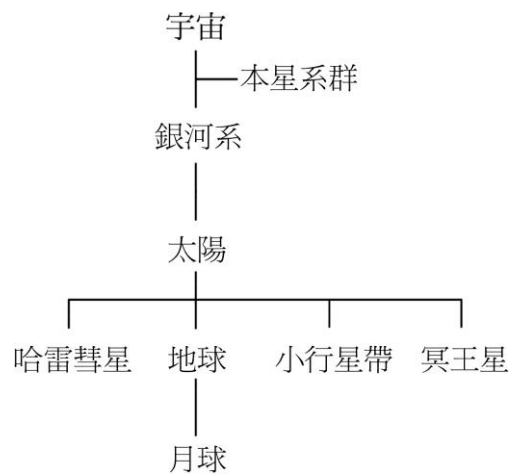 宇宙
本星系群
銀河系
太陽
哈雷彗星 地球 小行星帶 冥王星
月球